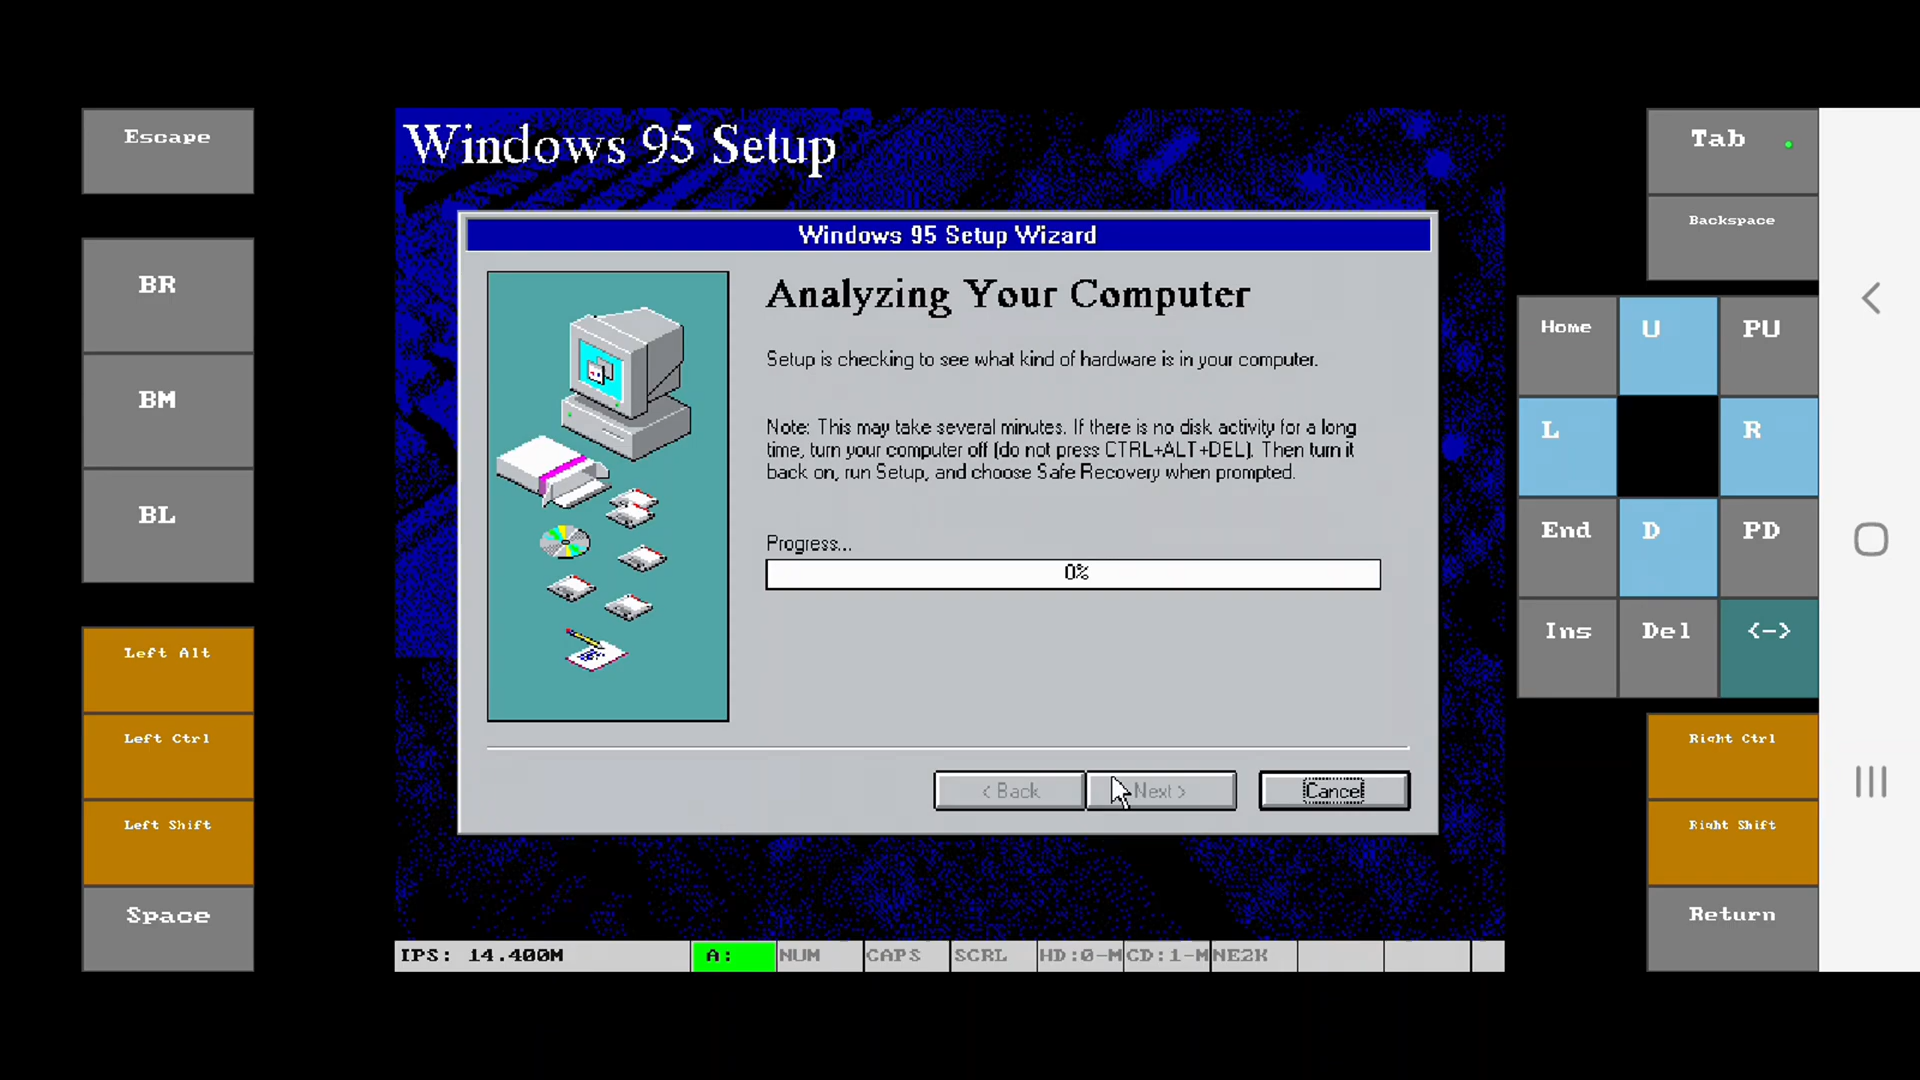 Escape
BR
BM
BL
Left Alt
Left Ctrl
Left Shift
Space
Windows 95 Setup
Windows 95 Setup Wizard
Analyzing Your Computer
Setup is checking to see what kind of hardware is in your computer.
Note: This may take several minutes. If there is no disk activity for a long
time, turn your computer off (do not press CTRL+ALT+DEL). Then turn it
back on, run Setup, and choose Safe Recovery when prompted.
Progress...
0%
< Back
Next >
Cancel
IPS: 14.400M
A:
NUM
CAPS
SCRL
HD:0-M
CD:1-M
NE2K
Tab
Backspace
Home
U
PU
L
R
End
D
PD
Ins
Del
<->
Right Ctrl
Right Shift
Return